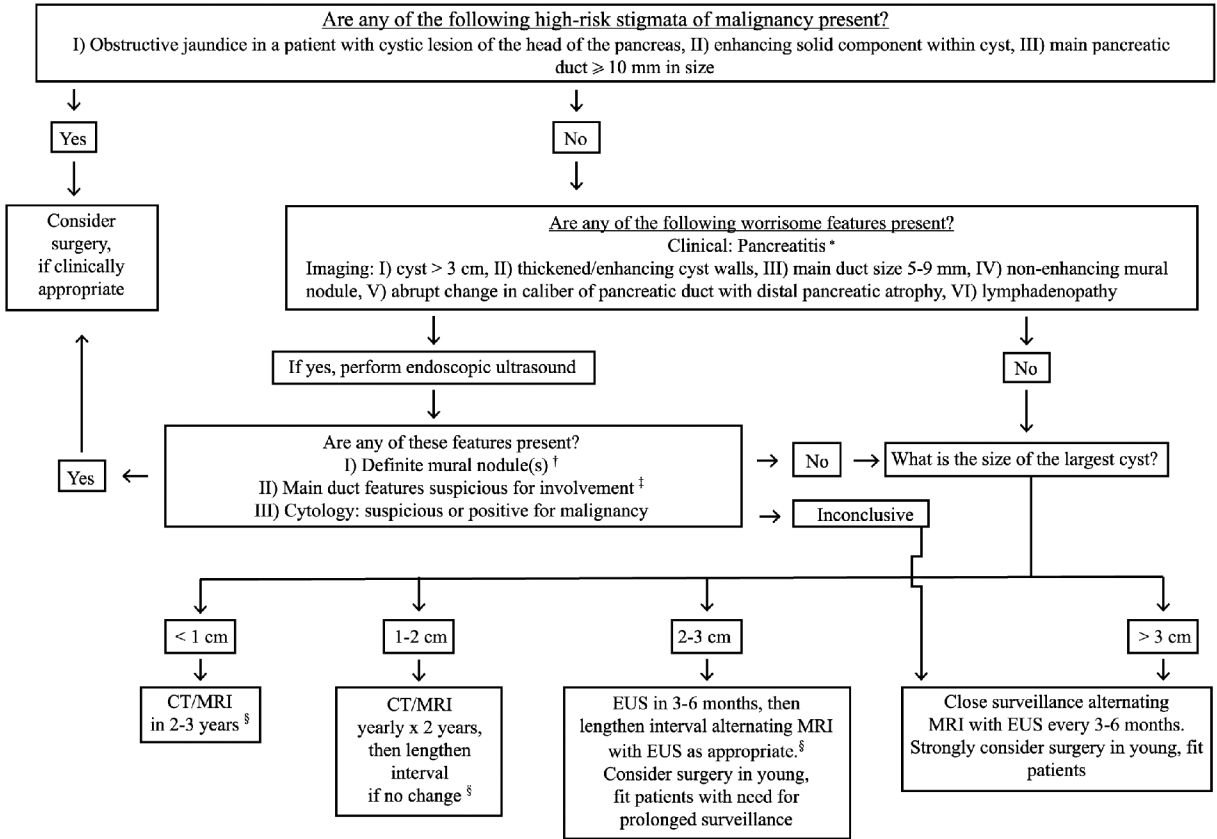 Are any of the following high-risk stigmata of malignancy present?
I) Obstructive jaundice in a patient with cystic lesion of the head of the pancreas, II) enhancing solid component within cyst, III) main pancreatic
duct ⩾ 10 mm in size
Yes
No
Consider
surgery,
if clinically
appropriate
Are any of the following worrisome features present?
Clinical: Pancreatitis *
Imaging: I) cyst > 3 cm, II) thickened/enhancing cyst walls, III) main duct size 5-9 mm, IV) non-enhancing mural
nodule, V) abrupt change in caliber of pancreatic duct with distal pancreatic atrophy, VI) lymphadenopathy
If yes, perform endoscopic ultrasound
No
Are any of these features present?
I) Definite mural nodule(s) †
II) Main duct features suspicious for involvement ‡
III) Cytology: suspicious or positive for malignancy
Yes
No
What is the size of the largest cyst?
Inconclusive
< 1 cm
1-2 cm
2-3 cm
> 3 cm
CT/MRI
in 2-3 years §
CT/MRI
yearly x 2 years,
then lengthen
interval
if no change §
EUS in 3-6 months, then
lengthen interval alternating MRI
with EUS as appropriate.§
Consider surgery in young,
fit patients with need for
prolonged surveillance
Close surveillance alternating
MRI with EUS every 3-6 months.
Strongly consider surgery in young, fit
patients